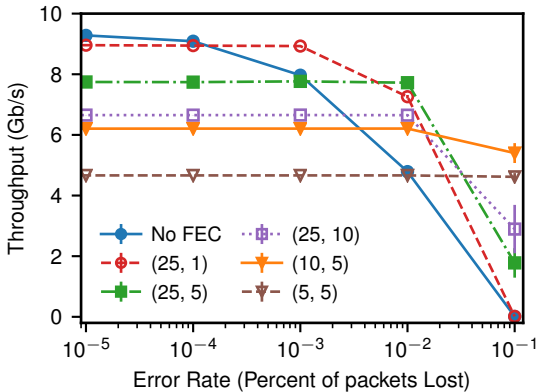 Throughput (Gb/s)
10
8
6
4
2
0
No FEC
(25, 1)
(25, 5)
(25, 10)
(10, 5)
(5, 5)
10⁻⁵ 10⁻⁴ 10⁻³ 10⁻² 10⁻¹
Error Rate (Percent of packets Lost)